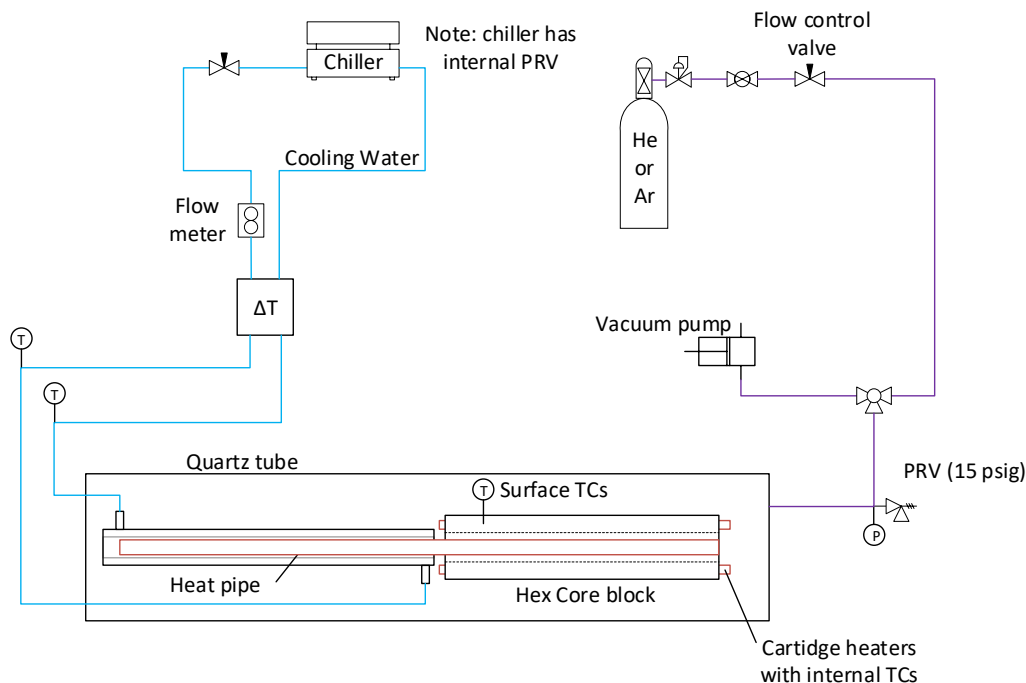 Chiller
Note: chiller has
internal PRV
Flow control
valve
He
or
Ar
Cooling Water
Flow
meter
ΔT
T
T
Vacuum pump
Quartz tube
PRV (15 psig)
T
Surface TCs
P
Heat pipe
Hex Core block
Cartidge heaters
with internal TCs